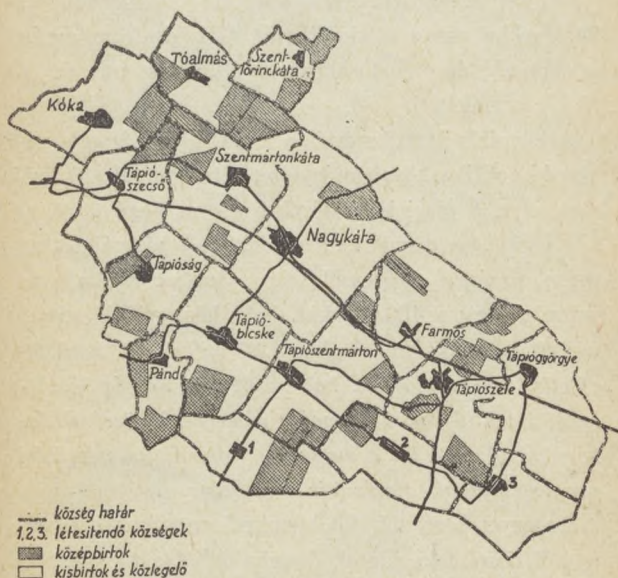 Tóalmás
Szent-
lőrinckáta
Kóka
Szentmártonkáta
Tápió-
szecső
Nagykáta
Tápióság
Tápió-
bicske
Farmos
Tápiószentmárton
Tápiógyörgye
Pánd
Tápiószele
1
2
3
község határ
1,2,3. létesitendő községek
középbirtok
kisbirtok és közlegelő